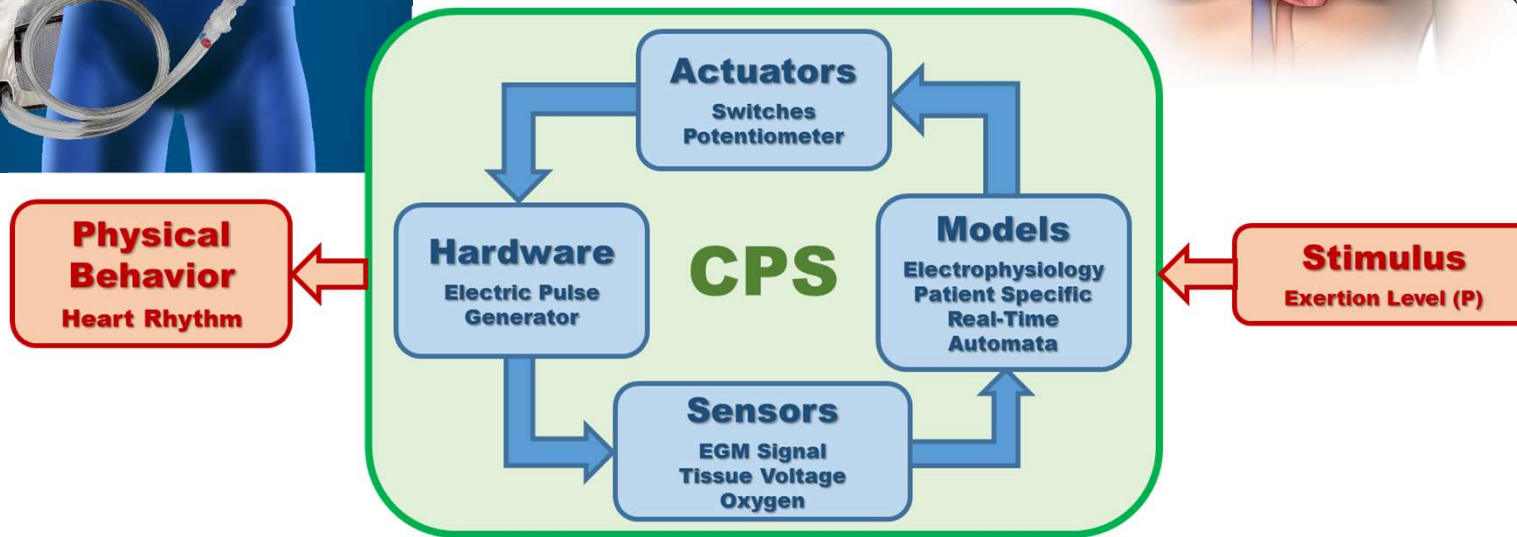 Actuators
Switches
Potentiometer
Physical
Behavior
Heart Rhythm
Hardware
Electric Pulse
Generator
CPS
Models
Electrophysiology
Patient Specific
Real-Time
Automata
Stimulus
Exertion Level (P)
Sensors
EGM Signal
Tissue Voltage
Oxygen